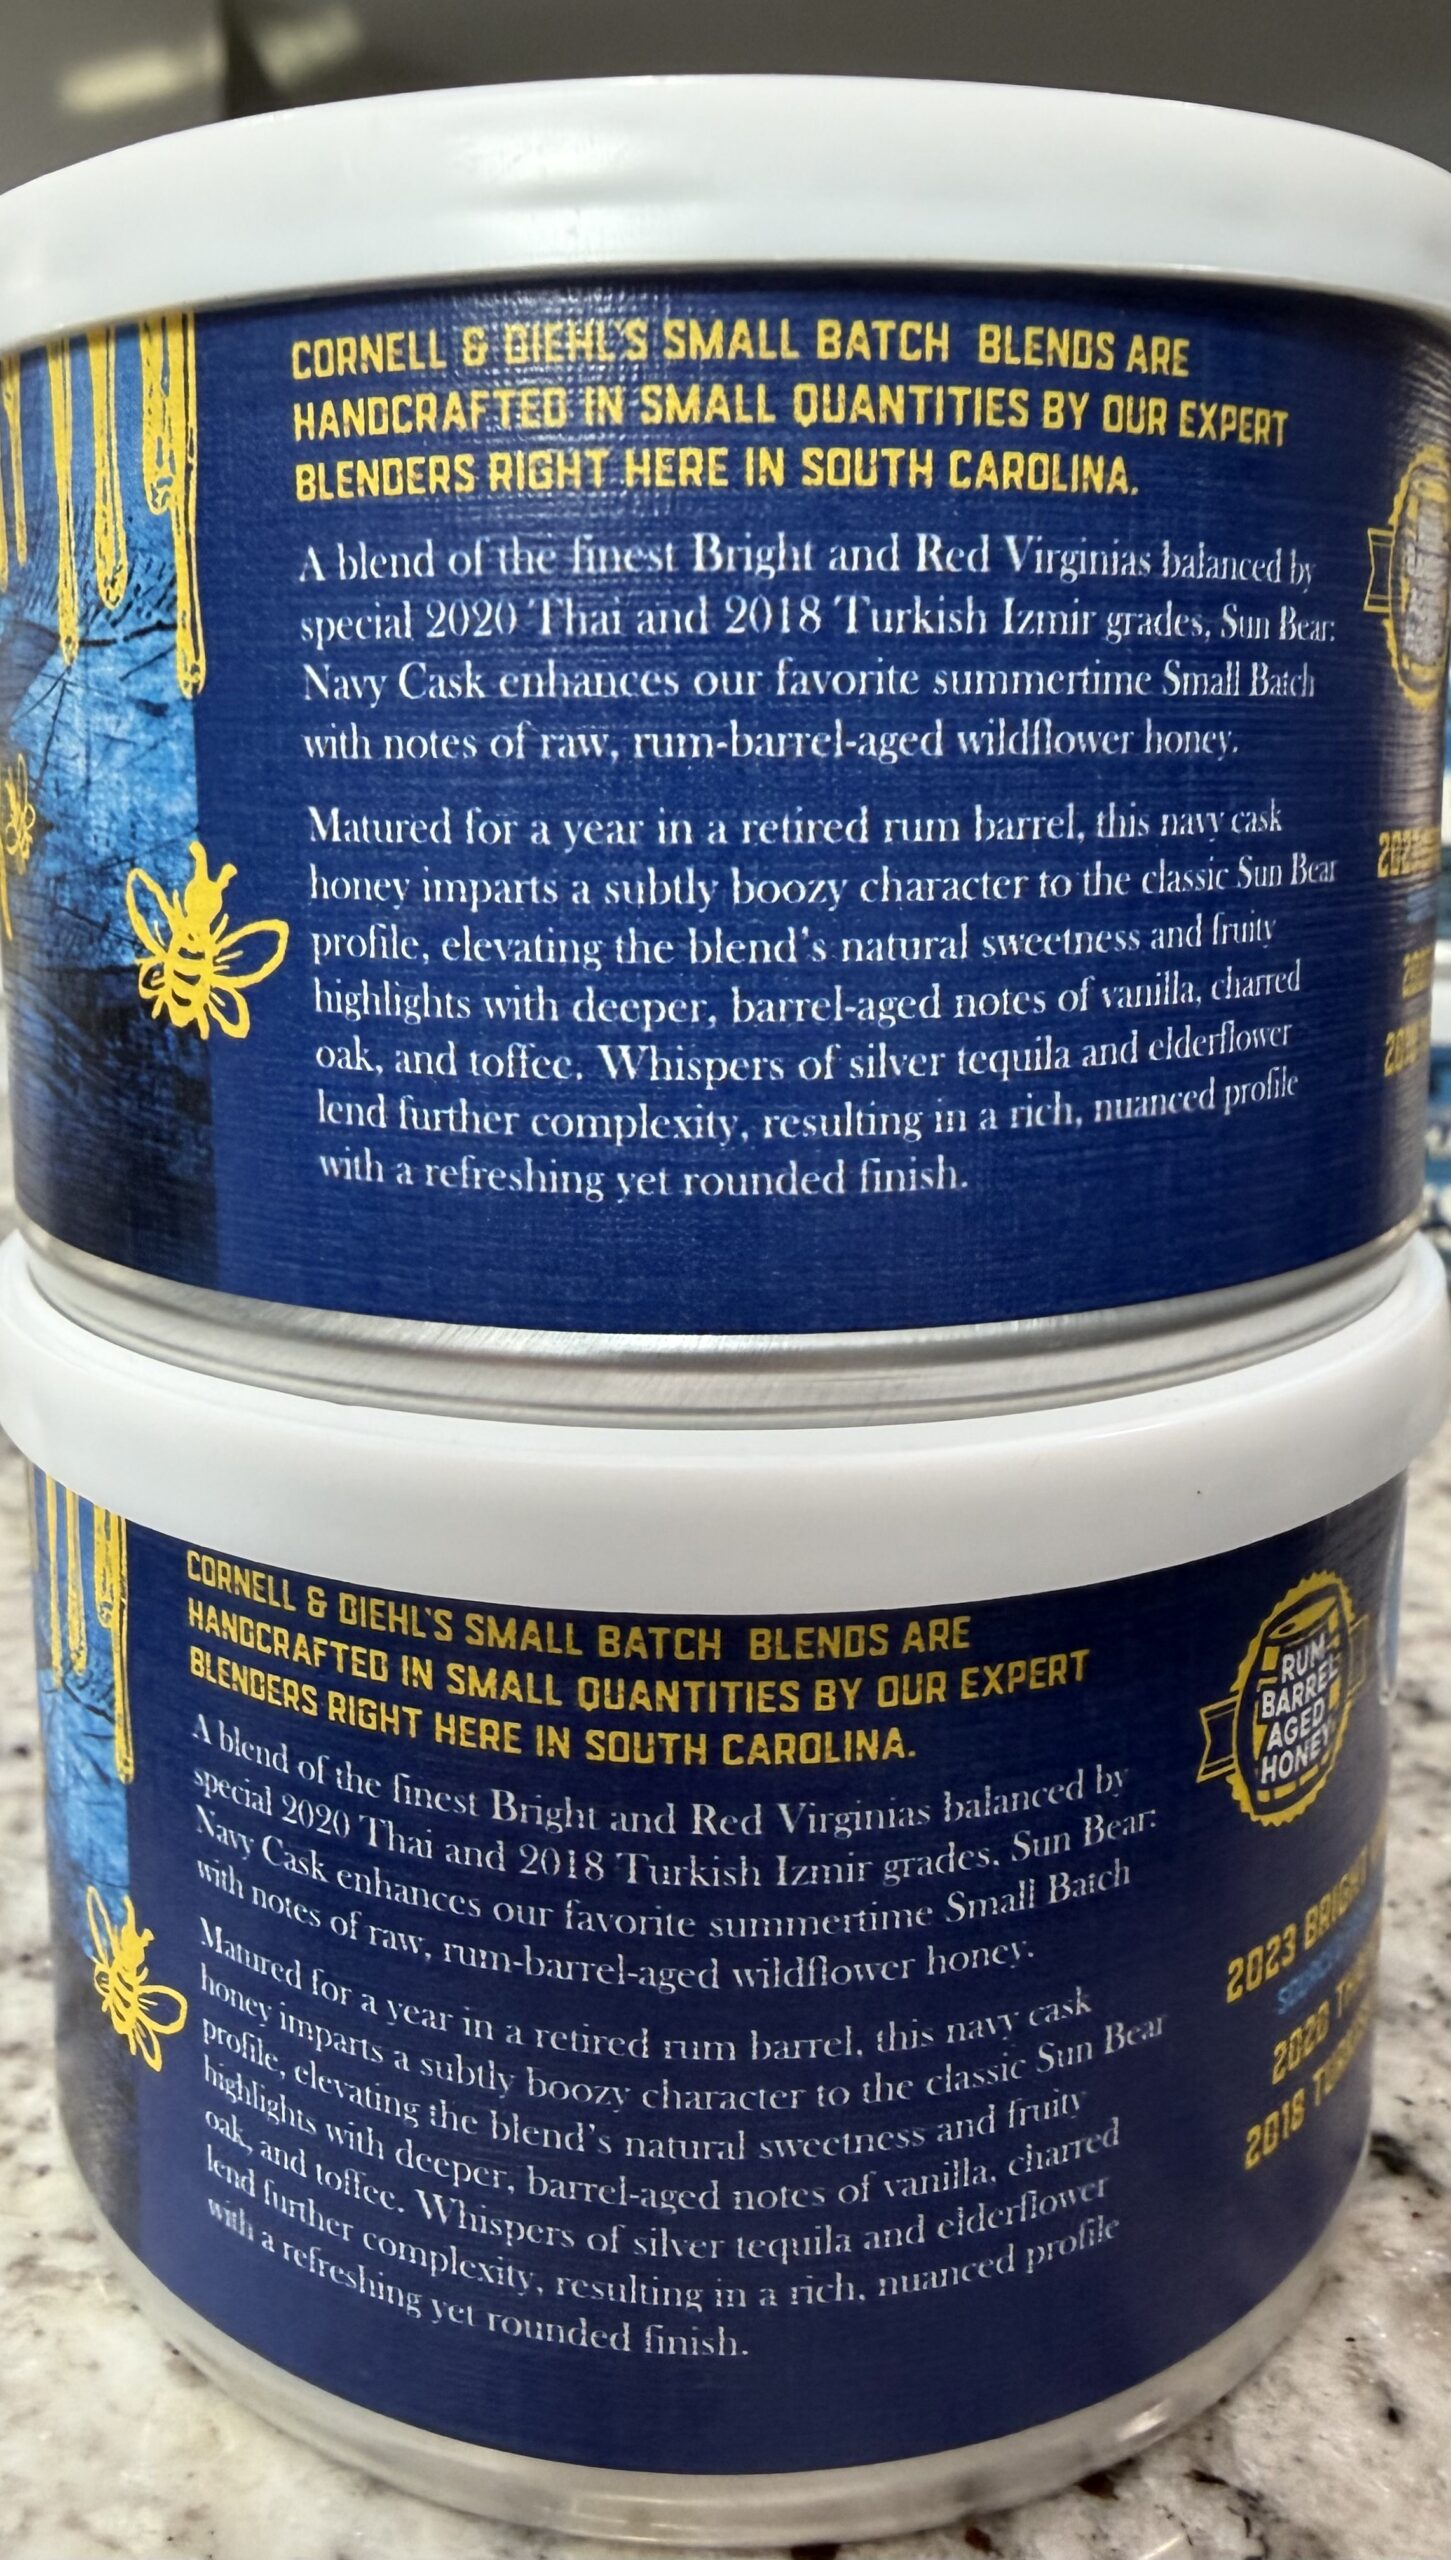 CORNELL & DIEHL'S SMALL BATCH BLENDS ARE
HANDCRAFTED IN SMALL QUANTITIES BY OUR EXPERT
BLENDERS RIGHT HERE IN SOUTH CAROLINA.
A blend of the finest Bright and Red Virginias balanced by
special 2020 Thai and 2018 Turkish Izmir grades, Sun Bear:
Navy Cask enhances our favorite summertime Small Batch
with notes of raw, rum-barrel-aged wildflower honey.
Matured for a year in a retired rum barrel, this navy cask
honey imparts a subtly boozy character to the classic Sun Bear
profile, elevating the blend's natural sweetness and fruity
highlights with deeper, barrel-aged notes of vanilla, charred
oak, and toffee. Whispers of silver tequila and elderflower
lend further complexity, resulting in a rich, nuanced profile
with a refreshing yet rounded finish.
CORNELL & DIEHL'S SMALL BATCH BLENDS ARE
HANDCRAFTED IN SMALL QUANTITIES BY OUR EXPERT
BLENDERS RIGHT HERE IN SOUTH CAROLINA.
A blend of the finest Bright and Red Virginias balanced by
special 2020 Thai and 2018 Turkish Izmir grades, Sun Bear:
Navy Cask enhances our favorite summertime Small Batch
with notes of raw, rum-barrel-aged wildflower honey.
Matured for a year in a retired rum barrel, this navy cask
honey imparts a subtly boozy character to the classic Sun Bear
profile, elevating the blend's natural sweetness and fruity
highlights with deeper, barrel-aged notes of vanilla, charred
oak, and toffee. Whispers of silver tequila and elderflower
lend further complexity, resulting in a rich, nuanced profile
with a refreshing yet rounded finish.
RUM
BARREL
AGED
HONEY
2023 BRIGHT
2020
2018